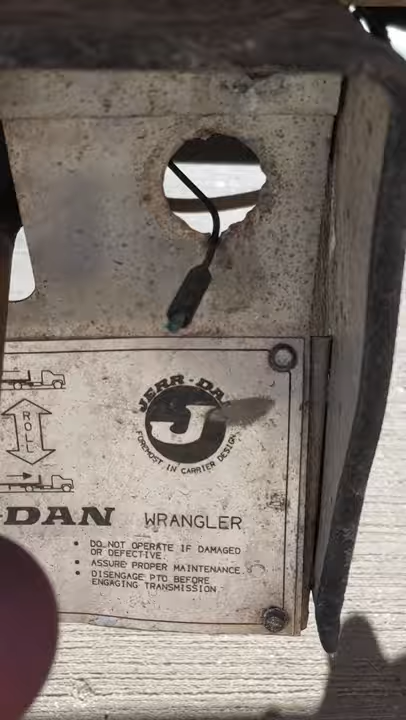 JERR-DAN
J
FOREMOST IN CARRIER DESIGN
ROLL
-DAN WRANGLER
• DO NOT OPERATE IF DAMAGED
OR DEFECTIVE.
• ASSURE PROPER MAINTENANCE.
• DISENGAGE PTO BEFORE
ENGAGING TRANSMISSION